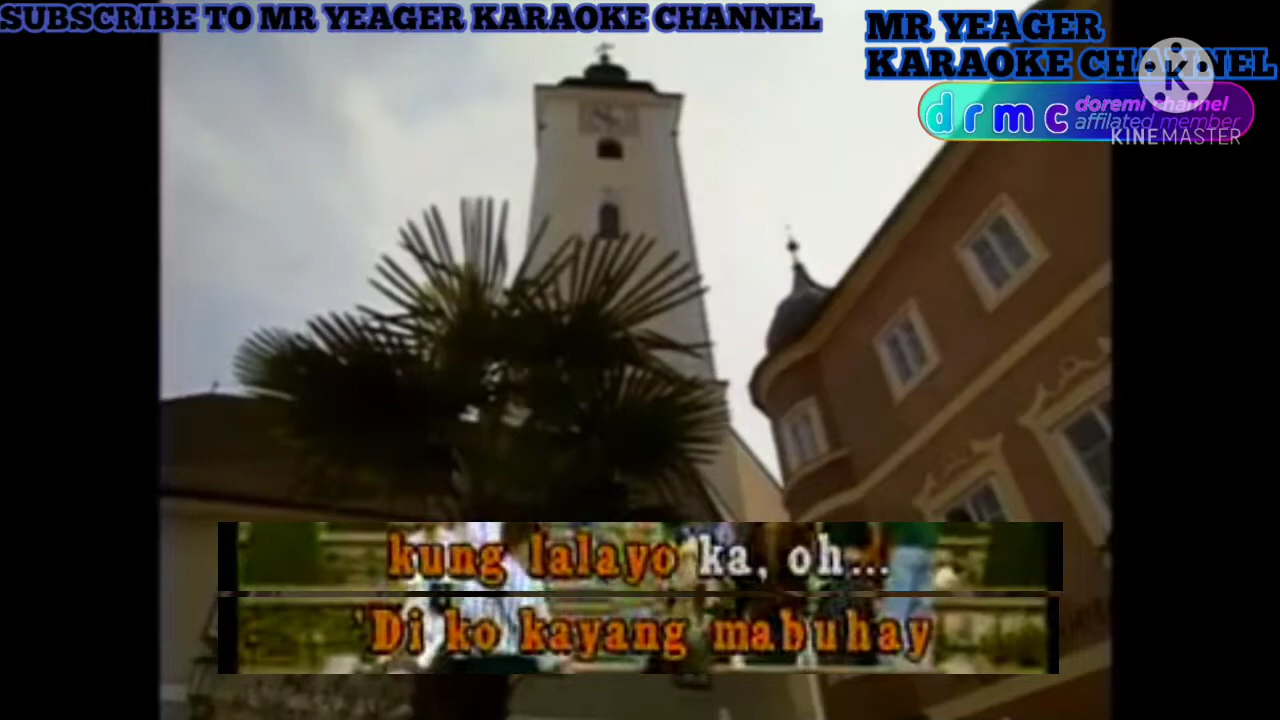 SUBSCRIBE TO MR YEAGER KARAOKE CHANNEL
MR YEAGER
KARAOKE CHANNEL
K
drmc doremi channel
affilated member
KINEMASTER
kung lalayo ka, oh...
'Di ko kayang mabuhay